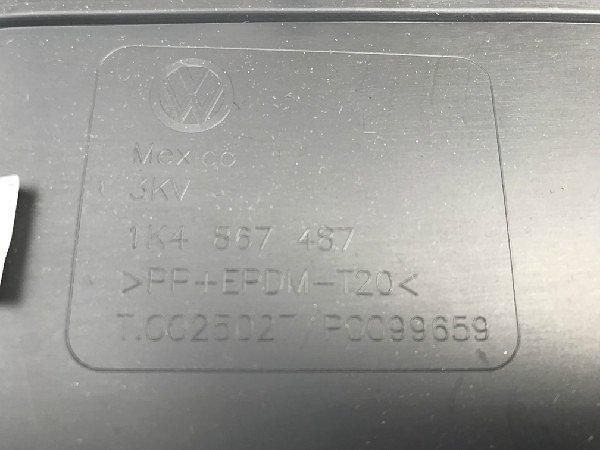 Mexico
3KV
1K4 867 487
>PP+EPDM-T20<
T.0025027 P0099659